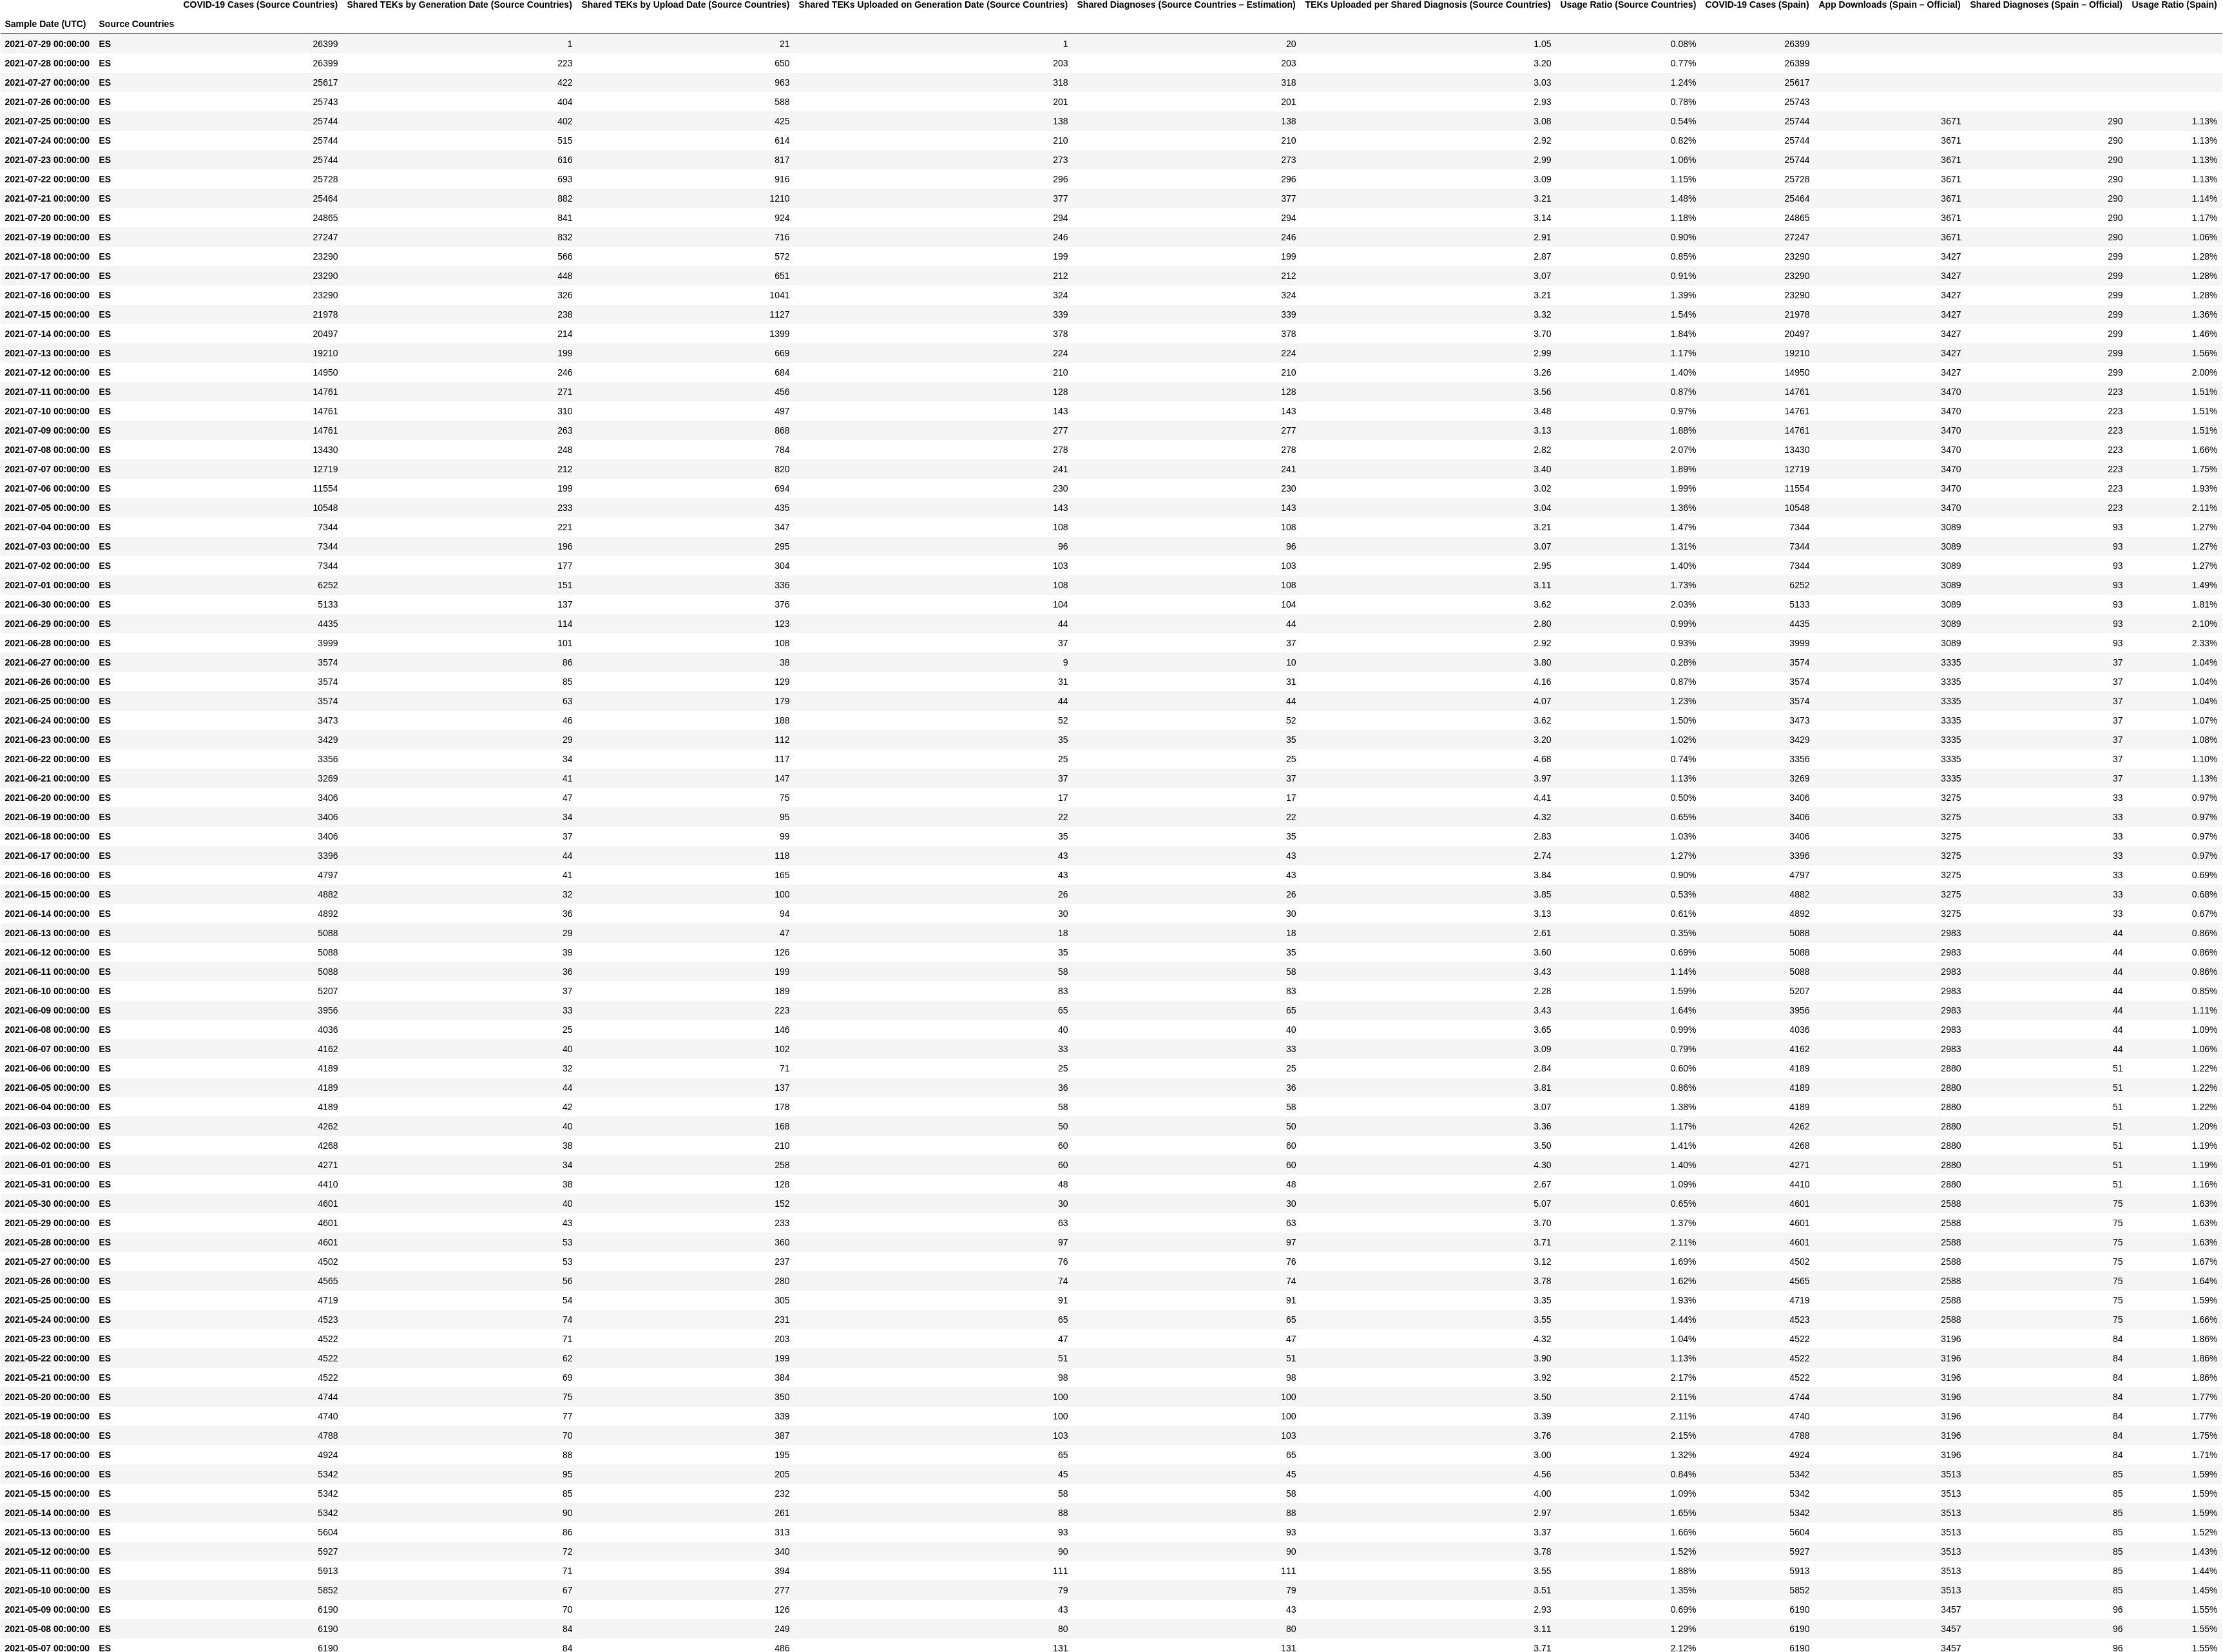 COVID-19 Cases (Source Countries) Shared TEKs by Generation Date (Source Countries) Shared TEKs by Upload Date (Source Countries) Shared TEKs Uploaded on Generation Date (Source Countries) Shared Diagnoses (Source Countries – Estimation) TEKs Uploaded per Shared Diagnosis (Source Countries) Usage Ratio (Source Countries) COVID-19 Cases (Spain) App Downloads (Spain – Official) Shared Diagnoses (Spain – Official) Usage Ratio (Spain)
Sample Date (UTC) Source Countries
2021-07-29 00:00:00 ES 26399 1 21 1 20 1.05 0.08% 26399
2021-07-28 00:00:00 ES 26399 223 650 203 203 3.20 0.77% 26399
2021-07-27 00:00:00 ES 25617 422 963 318 318 3.03 1.24% 25617
2021-07-26 00:00:00 ES 25743 404 588 201 201 2.93 0.78% 25743
2021-07-25 00:00:00 ES 25744 402 425 138 138 3.08 0.54% 25744 3671 290 1.13%
2021-07-24 00:00:00 ES 25744 515 614 210 210 2.92 0.82% 25744 3671 290 1.13%
2021-07-23 00:00:00 ES 25744 616 817 273 273 2.99 1.06% 25744 3671 290 1.13%
2021-07-22 00:00:00 ES 25728 693 916 296 296 3.09 1.15% 25728 3671 290 1.13%
2021-07-21 00:00:00 ES 25464 882 1210 377 377 3.21 1.48% 25464 3671 290 1.14%
2021-07-20 00:00:00 ES 24865 841 924 294 294 3.14 1.18% 24865 3671 290 1.17%
2021-07-19 00:00:00 ES 27247 832 716 246 246 2.91 0.90% 27247 3671 290 1.06%
2021-07-18 00:00:00 ES 23290 566 572 199 199 2.87 0.85% 23290 3427 299 1.28%
2021-07-17 00:00:00 ES 23290 448 651 212 212 3.07 0.91% 23290 3427 299 1.28%
2021-07-16 00:00:00 ES 23290 326 1041 324 324 3.21 1.39% 23290 3427 299 1.28%
2021-07-15 00:00:00 ES 21978 238 1127 339 339 3.32 1.54% 21978 3427 299 1.36%
2021-07-14 00:00:00 ES 20497 214 1399 378 378 3.70 1.84% 20497 3427 299 1.46%
2021-07-13 00:00:00 ES 19210 199 669 224 224 2.99 1.17% 19210 3427 299 1.56%
2021-07-12 00:00:00 ES 14950 246 684 210 210 3.26 1.40% 14950 3427 299 2.00%
2021-07-11 00:00:00 ES 14761 271 456 128 128 3.56 0.87% 14761 3470 223 1.51%
2021-07-10 00:00:00 ES 14761 310 497 143 143 3.48 0.97% 14761 3470 223 1.51%
2021-07-09 00:00:00 ES 14761 263 868 277 277 3.13 1.88% 14761 3470 223 1.51%
2021-07-08 00:00:00 ES 13430 248 784 278 278 2.82 2.07% 13430 3470 223 1.66%
2021-07-07 00:00:00 ES 12719 212 820 241 241 3.40 1.89% 12719 3470 223 1.75%
2021-07-06 00:00:00 ES 11554 199 694 230 230 3.02 1.99% 11554 3470 223 1.93%
2021-07-05 00:00:00 ES 10548 233 435 143 143 3.04 1.36% 10548 3470 223 2.11%
2021-07-04 00:00:00 ES 7344 221 347 108 108 3.21 1.47% 7344 3089 93 1.27%
2021-07-03 00:00:00 ES 7344 196 295 96 96 3.07 1.31% 7344 3089 93 1.27%
2021-07-02 00:00:00 ES 7344 177 304 103 103 2.95 1.40% 7344 3089 93 1.27%
2021-07-01 00:00:00 ES 6252 151 336 108 108 3.11 1.73% 6252 3089 93 1.49%
2021-06-30 00:00:00 ES 5133 137 376 104 104 3.62 2.03% 5133 3089 93 1.81%
2021-06-29 00:00:00 ES 4435 114 123 44 44 2.80 0.99% 4435 3089 93 2.10%
2021-06-28 00:00:00 ES 3999 101 108 37 37 2.92 0.93% 3999 3089 93 2.33%
2021-06-27 00:00:00 ES 3574 86 38 9 10 3.80 0.28% 3574 3335 37 1.04%
2021-06-26 00:00:00 ES 3574 85 129 31 31 4.16 0.87% 3574 3335 37 1.04%
2021-06-25 00:00:00 ES 3574 63 179 44 44 4.07 1.23% 3574 3335 37 1.04%
2021-06-24 00:00:00 ES 3473 46 188 52 52 3.62 1.50% 3473 3335 37 1.07%
2021-06-23 00:00:00 ES 3429 29 112 35 35 3.20 1.02% 3429 3335 37 1.08%
2021-06-22 00:00:00 ES 3356 34 117 25 25 4.68 0.74% 3356 3335 37 1.10%
2021-06-21 00:00:00 ES 3269 41 147 37 37 3.97 1.13% 3269 3335 37 1.13%
2021-06-20 00:00:00 ES 3406 47 75 17 17 4.41 0.50% 3406 3275 33 0.97%
2021-06-19 00:00:00 ES 3406 34 95 22 22 4.32 0.65% 3406 3275 33 0.97%
2021-06-18 00:00:00 ES 3406 37 99 35 35 2.83 1.03% 3406 3275 33 0.97%
2021-06-17 00:00:00 ES 3396 44 118 43 43 2.74 1.27% 3396 3275 33 0.97%
2021-06-16 00:00:00 ES 4797 41 165 43 43 3.84 0.90% 4797 3275 33 0.69%
2021-06-15 00:00:00 ES 4882 32 100 26 26 3.85 0.53% 4882 3275 33 0.68%
2021-06-14 00:00:00 ES 4892 36 94 30 30 3.13 0.61% 4892 3275 33 0.67%
2021-06-13 00:00:00 ES 5088 29 47 18 18 2.61 0.35% 5088 2983 44 0.86%
2021-06-12 00:00:00 ES 5088 39 126 35 35 3.60 0.69% 5088 2983 44 0.86%
2021-06-11 00:00:00 ES 5088 36 199 58 58 3.43 1.14% 5088 2983 44 0.86%
2021-06-10 00:00:00 ES 5207 37 189 83 83 2.28 1.59% 5207 2983 44 0.85%
2021-06-09 00:00:00 ES 3956 33 223 65 65 3.43 1.64% 3956 2983 44 1.11%
2021-06-08 00:00:00 ES 4036 25 146 40 40 3.65 0.99% 4036 2983 44 1.09%
2021-06-07 00:00:00 ES 4162 40 102 33 33 3.09 0.79% 4162 2983 44 1.06%
2021-06-06 00:00:00 ES 4189 32 71 25 25 2.84 0.60% 4189 2880 51 1.22%
2021-06-05 00:00:00 ES 4189 44 137 36 36 3.81 0.86% 4189 2880 51 1.22%
2021-06-04 00:00:00 ES 4189 42 178 58 58 3.07 1.38% 4189 2880 51 1.22%
2021-06-03 00:00:00 ES 4262 40 168 50 50 3.36 1.17% 4262 2880 51 1.20%
2021-06-02 00:00:00 ES 4268 38 210 60 60 3.50 1.41% 4268 2880 51 1.19%
2021-06-01 00:00:00 ES 4271 34 258 60 60 4.30 1.40% 4271 2880 51 1.19%
2021-05-31 00:00:00 ES 4410 38 128 48 48 2.67 1.09% 4410 2880 51 1.16%
2021-05-30 00:00:00 ES 4601 40 152 30 30 5.07 0.65% 4601 2588 75 1.63%
2021-05-29 00:00:00 ES 4601 43 233 63 63 3.70 1.37% 4601 2588 75 1.63%
2021-05-28 00:00:00 ES 4601 53 360 97 97 3.71 2.11% 4601 2588 75 1.63%
2021-05-27 00:00:00 ES 4502 53 237 76 76 3.12 1.69% 4502 2588 75 1.67%
2021-05-26 00:00:00 ES 4565 56 280 74 74 3.78 1.62% 4565 2588 75 1.64%
2021-05-25 00:00:00 ES 4719 54 305 91 91 3.35 1.93% 4719 2588 75 1.59%
2021-05-24 00:00:00 ES 4523 74 231 65 65 3.55 1.44% 4523 2588 75 1.66%
2021-05-23 00:00:00 ES 4522 71 203 47 47 4.32 1.04% 4522 3196 84 1.86%
2021-05-22 00:00:00 ES 4522 62 199 51 51 3.90 1.13% 4522 3196 84 1.86%
2021-05-21 00:00:00 ES 4522 69 384 98 98 3.92 2.17% 4522 3196 84 1.86%
2021-05-20 00:00:00 ES 4744 75 350 100 100 3.50 2.11% 4744 3196 84 1.77%
2021-05-19 00:00:00 ES 4740 77 339 100 100 3.39 2.11% 4740 3196 84 1.77%
2021-05-18 00:00:00 ES 4788 70 387 103 103 3.76 2.15% 4788 3196 84 1.75%
2021-05-17 00:00:00 ES 4924 88 195 65 65 3.00 1.32% 4924 3196 84 1.71%
2021-05-16 00:00:00 ES 5342 95 205 45 45 4.56 0.84% 5342 3513 85 1.59%
2021-05-15 00:00:00 ES 5342 85 232 58 58 4.00 1.09% 5342 3513 85 1.59%
2021-05-14 00:00:00 ES 5342 90 261 88 88 2.97 1.65% 5342 3513 85 1.59%
2021-05-13 00:00:00 ES 5604 86 313 93 93 3.37 1.66% 5604 3513 85 1.52%
2021-05-12 00:00:00 ES 5927 72 340 90 90 3.78 1.52% 5927 3513 85 1.43%
2021-05-11 00:00:00 ES 5913 71 394 111 111 3.55 1.88% 5913 3513 85 1.44%
2021-05-10 00:00:00 ES 5852 67 277 79 79 3.51 1.35% 5852 3513 85 1.45%
2021-05-09 00:00:00 ES 6190 70 126 43 43 2.93 0.69% 6190 3457 96 1.55%
2021-05-08 00:00:00 ES 6190 84 249 80 80 3.11 1.29% 6190 3457 96 1.55%
2021-05-07 00:00:00 ES 6190 84 486 131 131 3.71 2.12% 6190 3457 96 1.55%